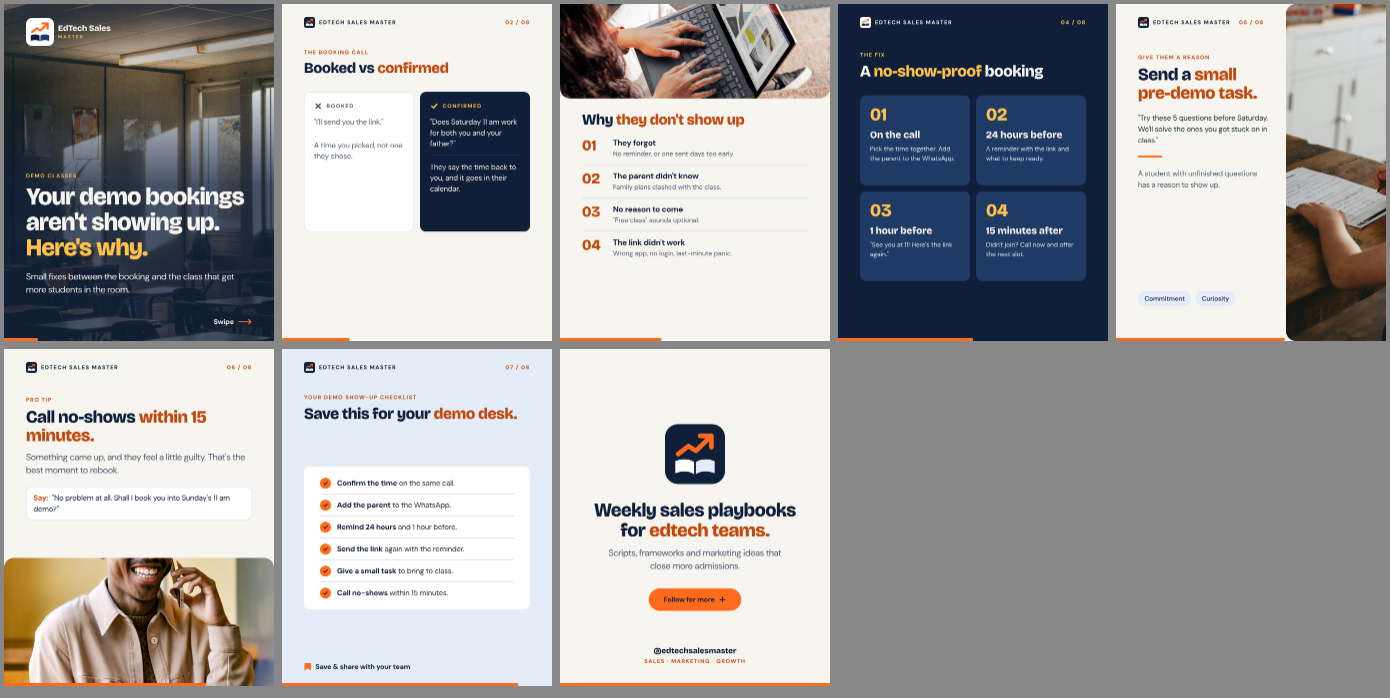 EdTech Sales
MASTER
DEMO CLASSES
Your demo bookings
aren't showing up.
Here's why.
Small fixes between the booking and the class that get
more students in the room.
Swipe
EDTECH SALES MASTER
02 / 08
THE BOOKING CALL
Booked vs confirmed
BOOKED
"I'll send you the link."
A time you picked, not one
they chose.
CONFIRMED
"Does Saturday 11 am work
for both you and your
father?"
They say the time back to
you, and it goes in their
calendar.
Why they don't show up
01
They forgot
No reminder, or one sent days too early.
02
The parent didn't know
Family plans clashed with the class.
03
No reason to come
"Free class" sounds optional.
04
The link didn't work
Wrong app, no login, last-minute panic.
EDTECH SALES MASTER
04 / 08
THE FIX
A no-show-proof booking
01
On the call
Pick the time together. Add
the parent to the WhatsApp.
02
24 hours before
A reminder with the link and
what to keep ready.
03
1 hour before
"See you at 11! Here's the link
again."
04
15 minutes after
Didn't join? Call now and offer
the next slot.
EDTECH SALES MASTER
05 / 08
GIVE THEM A REASON
Send a small
pre-demo task.
"Try these 5 questions before Saturday.
We'll solve the ones you got stuck on in
class."
A student with unfinished questions
has a reason to show up.
Commitment
Curiosity
EDTECH SALES MASTER
06 / 08
PRO TIP
Call no-shows within 15
minutes.
Something came up, and they feel a little guilty. That's the
best moment to rebook.
Say: "No problem at all. Shall I book you into Sunday's 11 am
demo?"
EDTECH SALES MASTER
07 / 08
YOUR DEMO SHOW-UP CHECKLIST
Save this for your demo desk.
Confirm the time on the same call.
Add the parent to the WhatsApp.
Remind 24 hours and 1 hour before.
Send the link again with the reminder.
Give a small task to bring to class.
Call no-shows within 15 minutes.
Save & share with your team
Weekly sales playbooks
for edtech teams.
Scripts, frameworks and marketing ideas that
close more admissions.
Follow for more +
@edtechsalesmaster
SALES · MARKETING · GROWTH